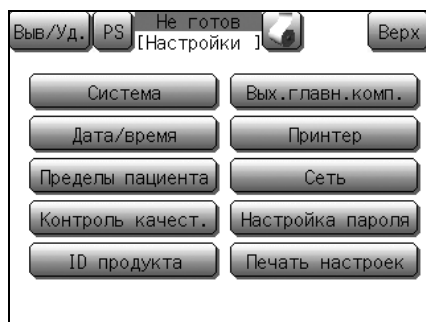 Выв/Уд. PS Не готов Верх
[Настройки ]
Система Вых.главн.комп.
Дата/время Принтер
Пределы пациента Сеть
Контроль качест. Настройка пароля
ID продукта Печать настроек